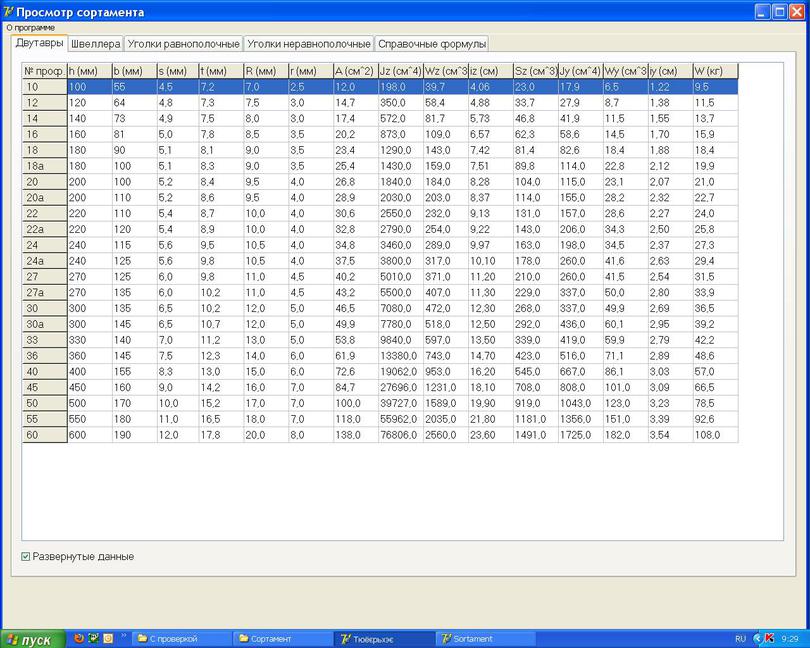 Просмотр сортамента
О программе
Двутавры Швеллера Уголки равнополочные Уголки неравнополочные Справочные формулы
№ проф. h (мм) b (мм) s (мм) t (мм) R (мм) r (мм) A (см^2) Jz (см^4) Wz (см^3 iz (см) Sz (см^3) Jy (см^4) Wy (см^3 iy (см) W (кг)
10 100 55 4,5 7,2 7,0 2,5 12,0 198,0 39,7 4,06 23,0 17,9 6,5 1,22 9,5
12 120 64 4,8 7,3 7,5 3,0 14,7 350,0 58,4 4,88 33,7 27,9 8,7 1,38 11,5
14 140 73 4,9 7,5 8,0 3,0 17,4 572,0 81,7 5,73 46,8 41,9 11,5 1,55 13,7
16 160 81 5,0 7,8 8,5 3,5 20,2 873,0 109,0 6,57 62,3 58,6 14,5 1,70 15,9
18 180 90 5,1 8,1 9,0 3,5 23,4 1290,0 143,0 7,42 81,4 82,6 18,4 1,88 18,4
18а 180 100 5,1 8,3 9,0 3,5 25,4 1430,0 159,0 7,51 89,8 114,0 22,8 2,12 19,9
20 200 100 5,2 8,4 9,5 4,0 26,8 1840,0 184,0 8,28 104,0 115,0 23,1 2,07 21,0
20а 200 110 5,2 8,6 9,5 4,0 28,9 2030,0 203,0 8,37 114,0 155,0 28,2 2,32 22,7
22 220 110 5,4 8,7 10,0 4,0 30,6 2550,0 232,0 9,13 131,0 157,0 28,6 2,27 24,0
22а 220 120 5,4 8,9 10,0 4,0 32,8 2790,0 254,0 9,22 143,0 206,0 34,3 2,50 25,8
24 240 115 5,6 9,5 10,5 4,0 34,8 3460,0 289,0 9,97 163,0 198,0 34,5 2,37 27,3
24а 240 125 5,6 9,8 10,5 4,0 37,5 3800,0 317,0 10,10 178,0 260,0 41,6 2,63 29,4
27 270 125 6,0 9,8 11,0 4,5 40,2 5010,0 371,0 11,20 210,0 260,0 41,5 2,54 31,5
27а 270 135 6,0 10,2 11,0 4,5 43,2 5500,0 407,0 11,30 229,0 337,0 50,0 2,80 33,9
30 300 135 6,5 10,2 12,0 5,0 46,5 7080,0 472,0 12,30 268,0 337,0 49,9 2,69 36,5
30а 300 145 6,5 10,7 12,0 5,0 49,9 7780,0 518,0 12,50 292,0 436,0 60,1 2,95 39,2
33 330 140 7,0 11,2 13,0 5,0 53,8 9840,0 597,0 13,50 339,0 419,0 59,9 2,79 42,2
36 360 145 7,5 12,3 14,0 6,0 61,9 13380,0 743,0 14,70 423,0 516,0 71,1 2,89 48,6
40 400 155 8,3 13,0 15,0 6,0 72,6 19062,0 953,0 16,20 545,0 667,0 86,1 3,03 57,0
45 450 160 9,0 14,2 16,0 7,0 84,7 27696,0 1231,0 18,10 708,0 808,0 101,0 3,09 66,5
50 500 170 10,0 15,2 17,0 7,0 100,0 39727,0 1589,0 19,90 919,0 1043,0 123,0 3,23 78,5
55 550 180 11,0 16,5 18,0 7,0 118,0 55962,0 2035,0 21,80 1181,0 1356,0 151,0 3,39 92,6
60 600 190 12,0 17,8 20,0 8,0 138,0 76806,0 2560,0 23,60 1491,0 1725,0 182,0 3,54 108,0
Развернутые данные
пуск С проверкой Сортамент Sortament RU 9:29